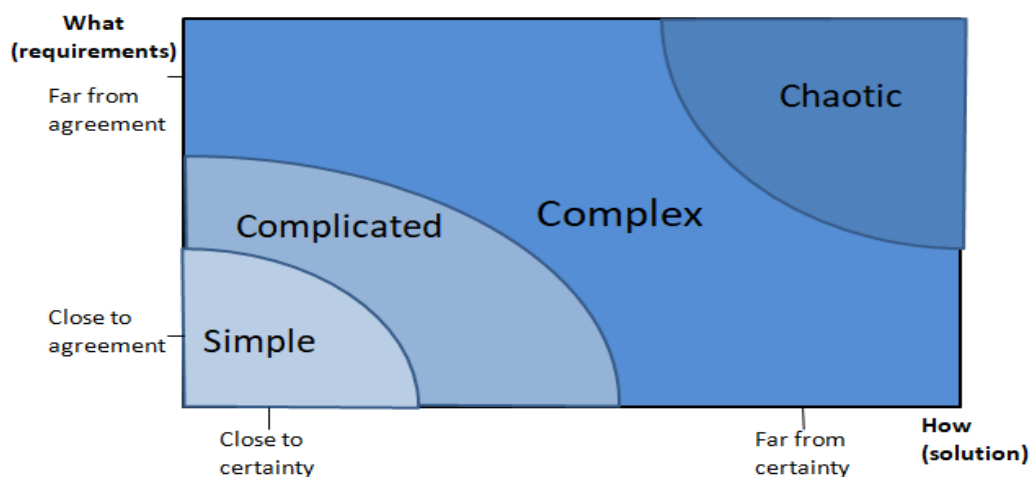 What
(requirements)
Far from
agreement
Chaotic
Complicated
Complex
Close to
agreement
Simple
Close to
certainty
Far from
certainty
How
(solution)